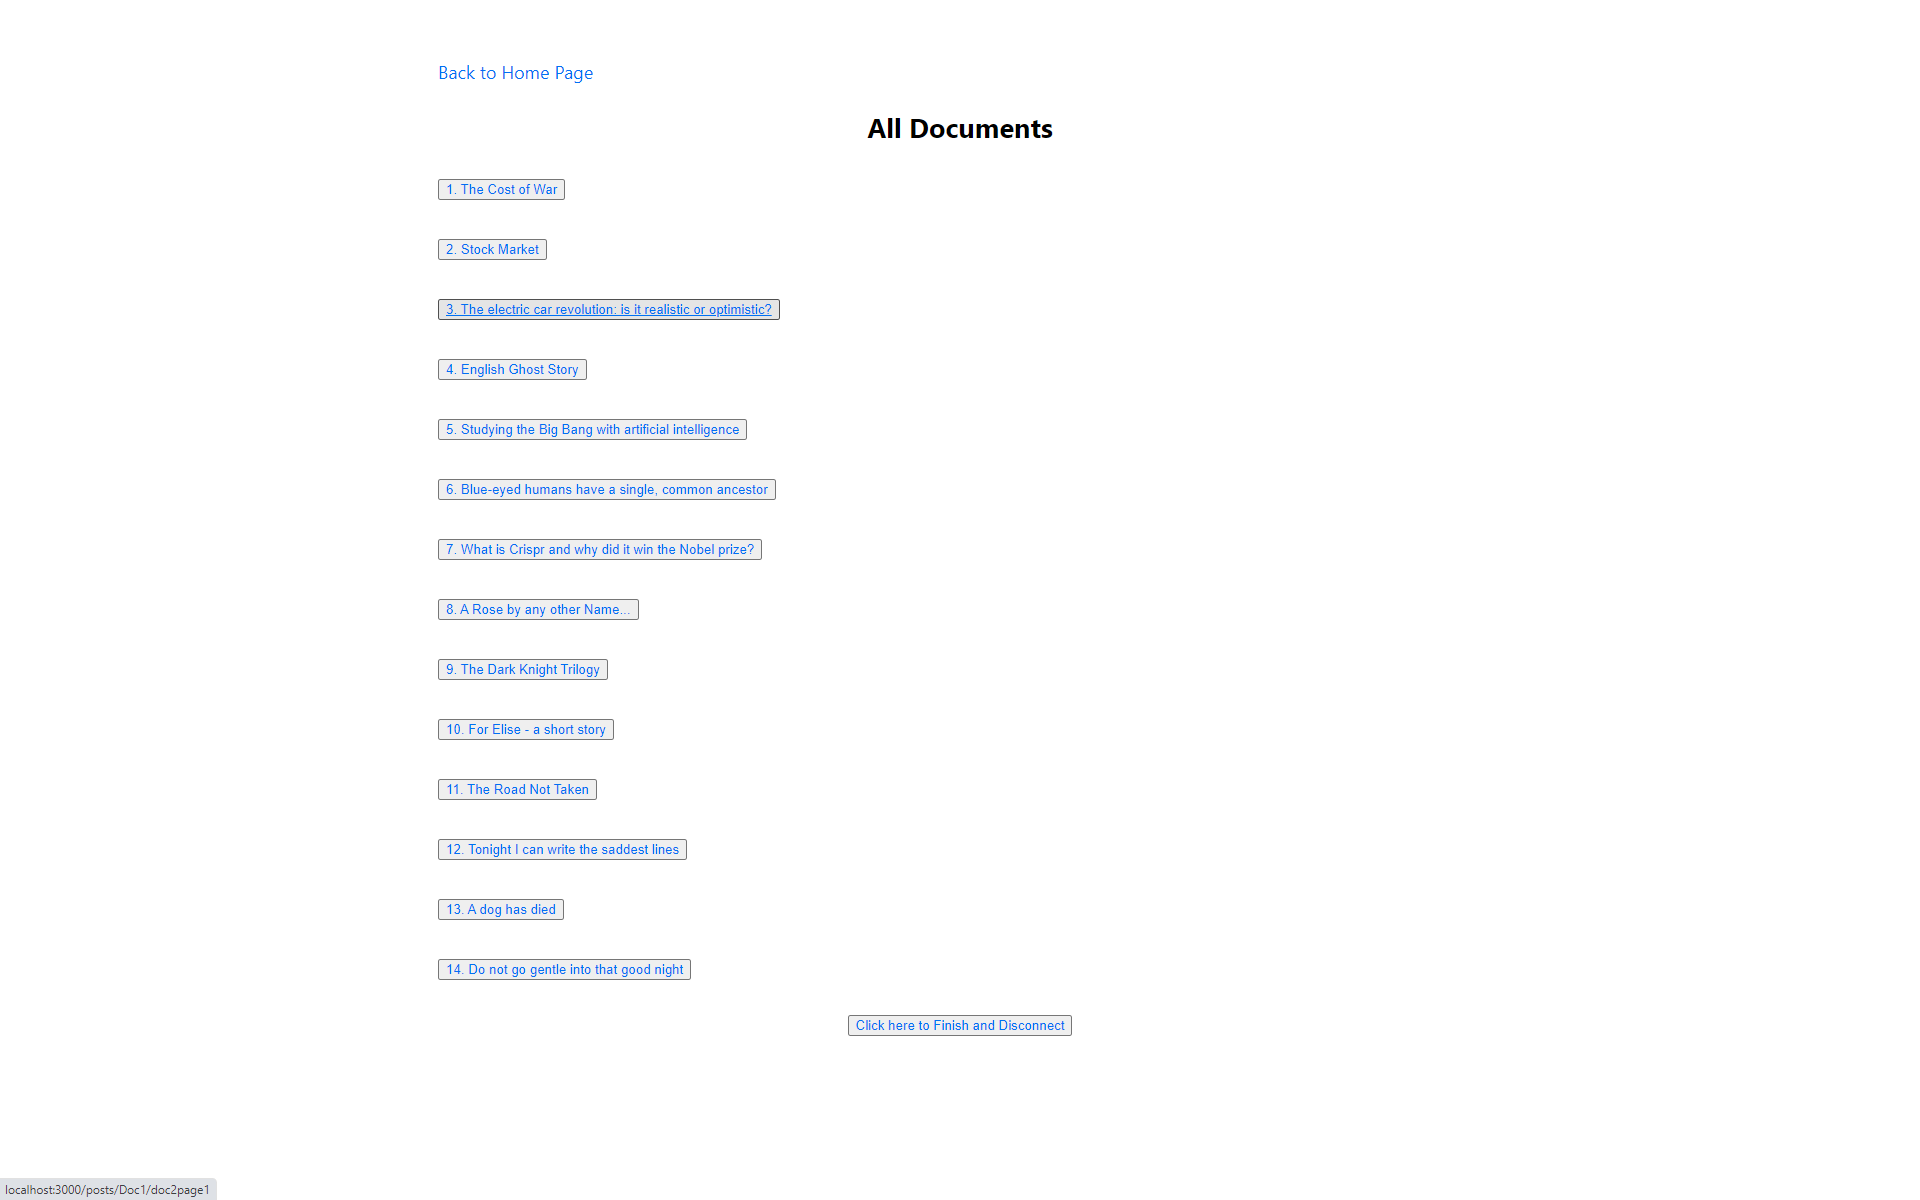 Back to Home Page
All Documents
1. The Cost of War
2. Stock Market
3. The electric car revolution: is it realistic or optimistic?
4. English Ghost Story
5. Studying the Big Bang with artificial intelligence
6. Blue-eyed humans have a single, common ancestor
7. What is Crispr and why did it win the Nobel prize?
8. A Rose by any other Name...
9. The Dark Knight Trilogy
10. For Elise - a short story
11. The Road Not Taken
12. Tonight I can write the saddest lines
13. A dog has died
14. Do not go gentle into that good night
Click here to Finish and Disconnect
localhost:3000/posts/Doc1/doc2page1